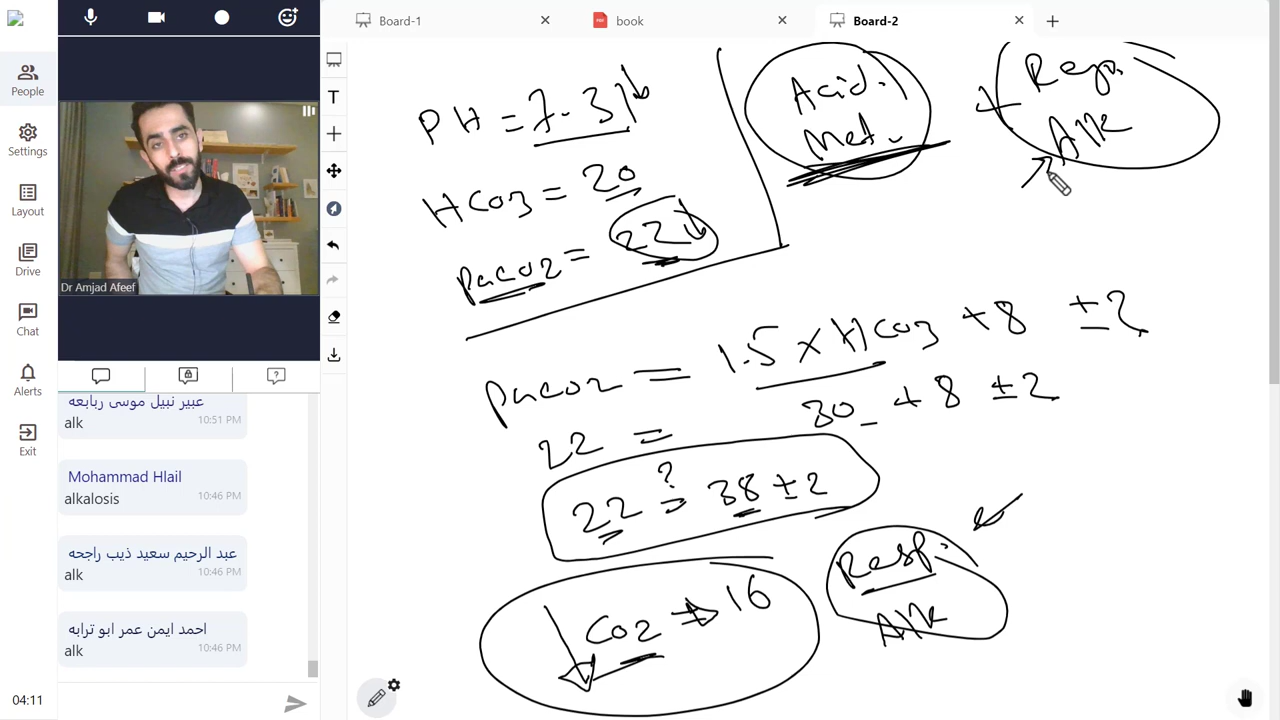 Board-1
book
Board-2
People
Settings
Layout
Drive
Chat
Alerts
Exit
04:11
Dr Amjad Afeef
عبير نبيل موسى ربابعه
alk
10:51 PM
Mohammad Hlail
alkalosis
10:46 PM
عبد الرحيم سعيد ذيب راجحه
alk
10:46 PM
احمد ايمن عمر ابو ترابه
alk
10:46 PM
T
PH = 7.31 ↓
HCO3 = 20
paco2 = 22 ↓
Acid.
Met.
+ Resp.
Alk
paco2 = 1.5 × HCO3 + 8 ± 2
22 = 30 + 8 ± 2
22 =? 38 ± 2
↓ CO2 → 16
Resp.
Alk